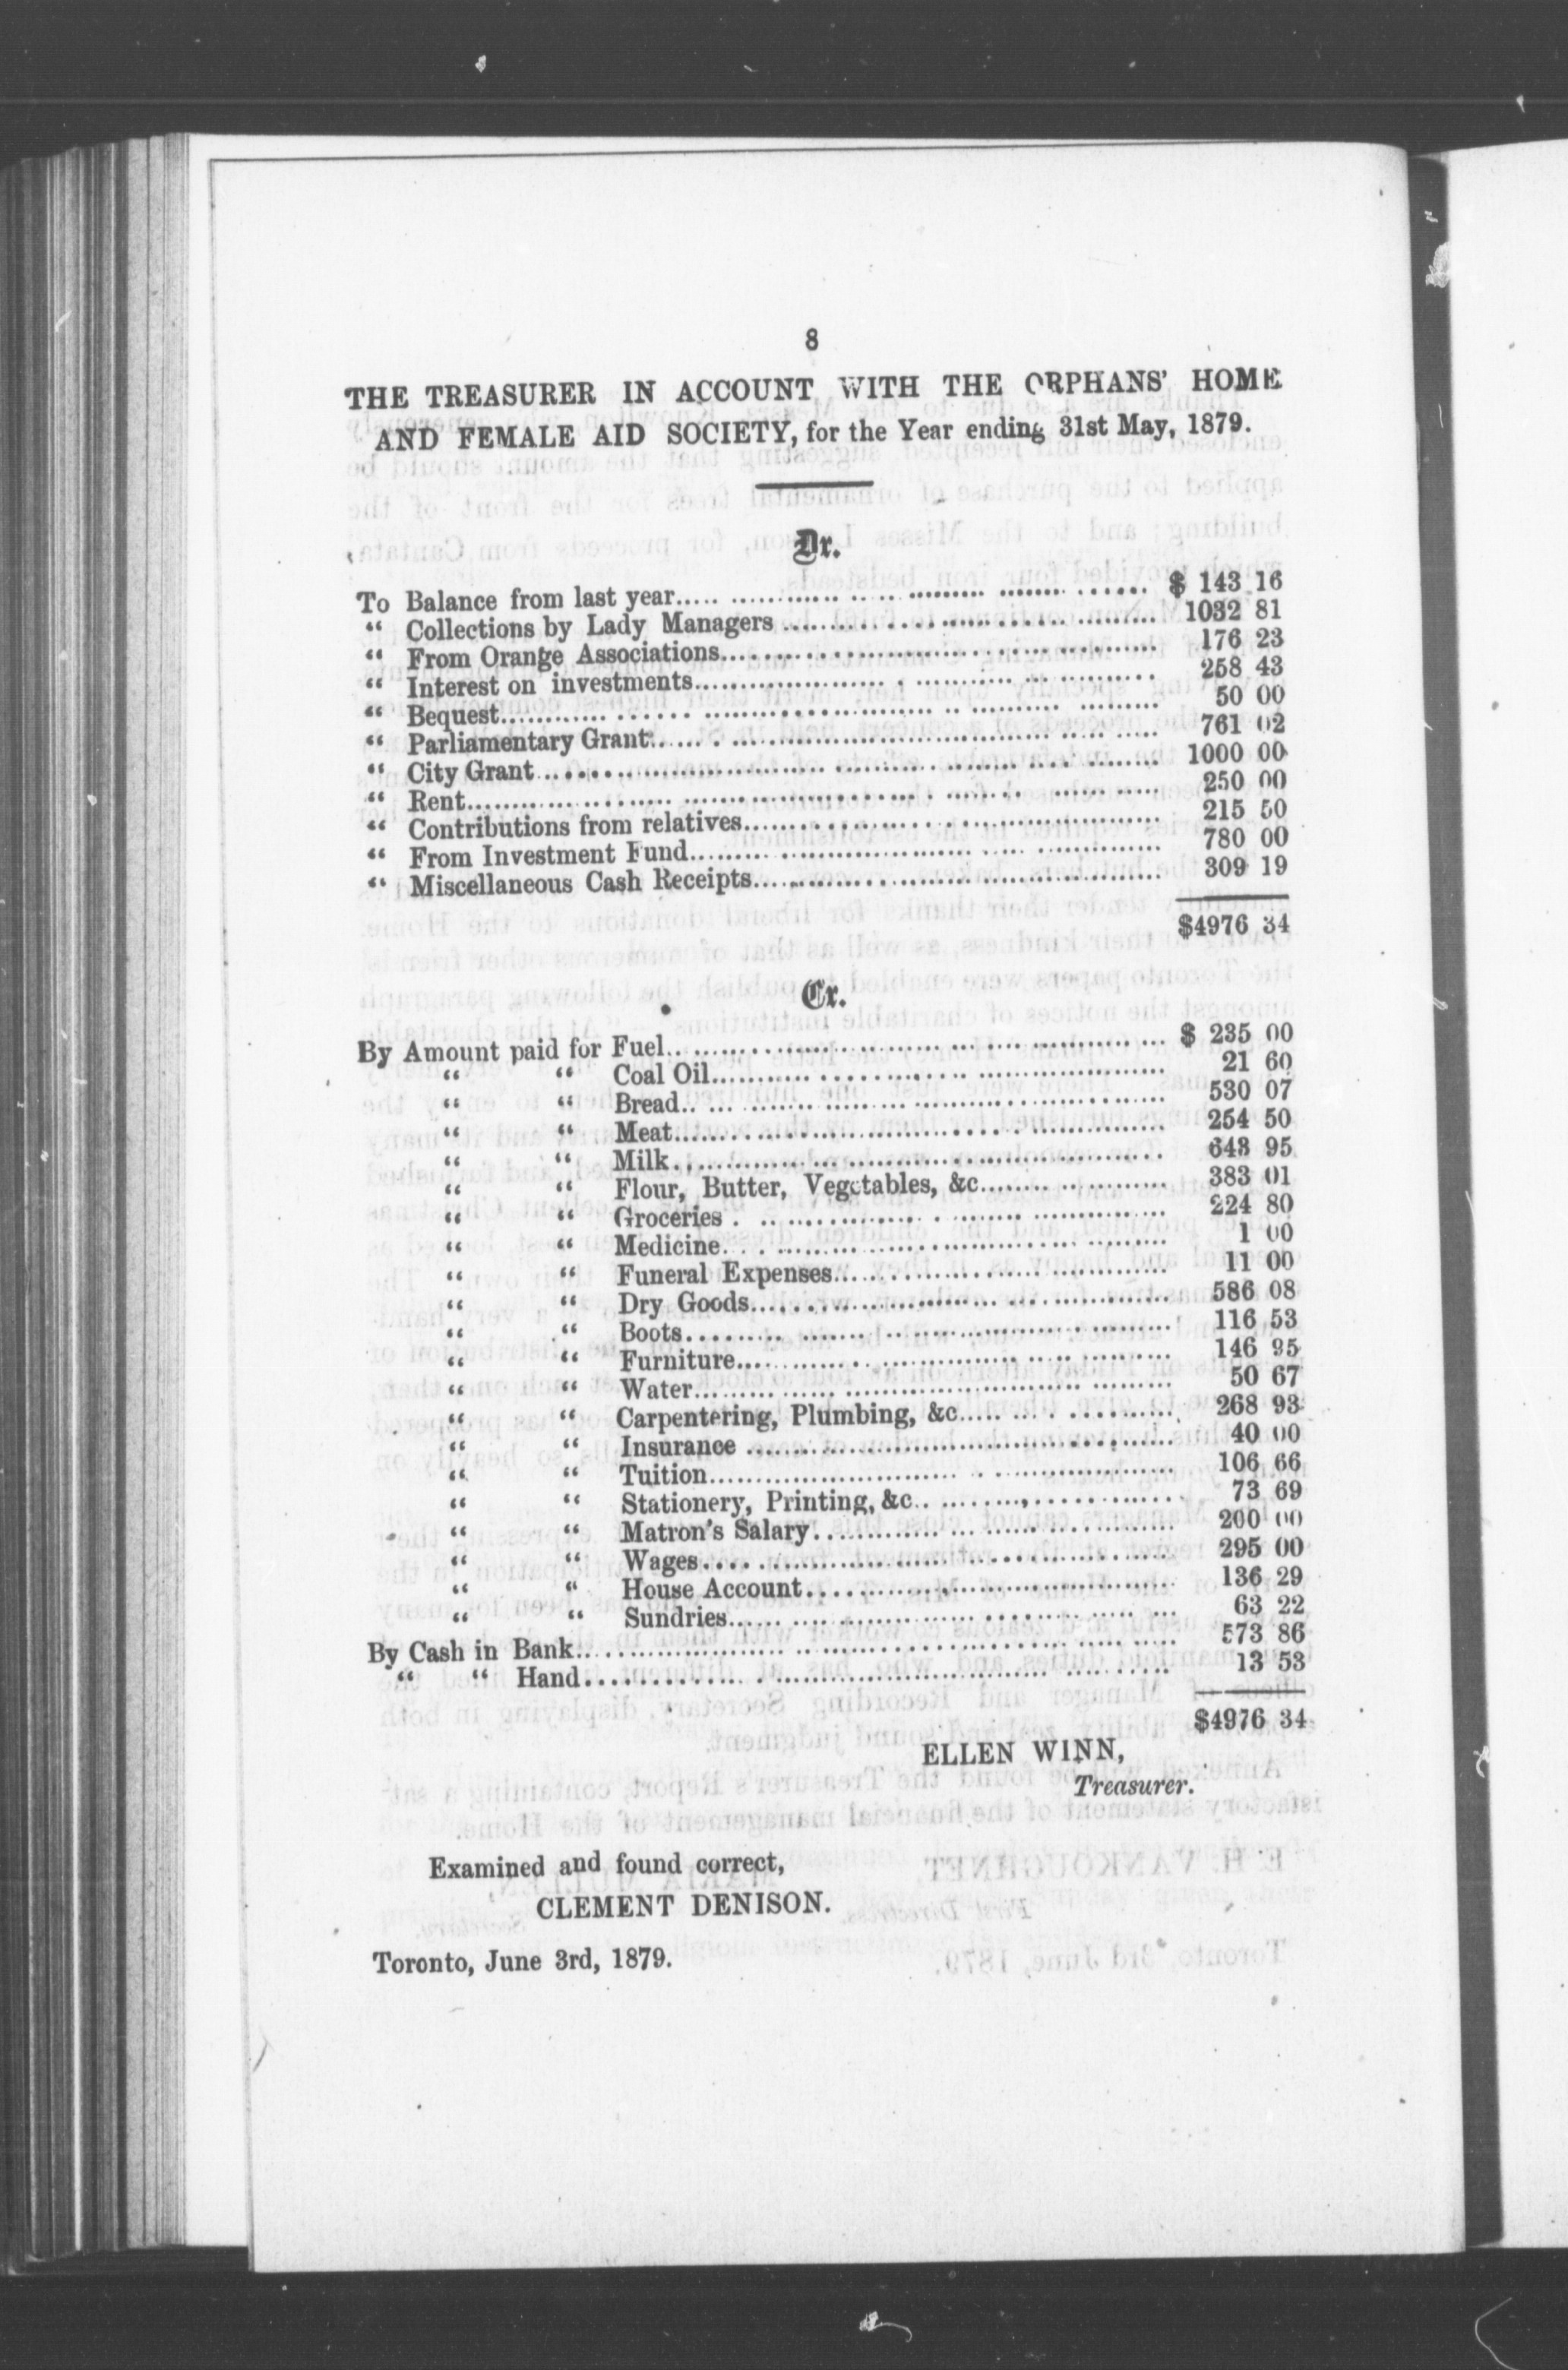 8
THE TREASURER IN ACCOUNT WITH THE ORPHANS' HOME
AND FEMALE AID SOCIETY, for the Year ending 31st May, 1879.
Dr.
To Balance from last year $ 143 16
“ Collections by Lady Managers 1032 81
“ From Orange Associations 176 23
“ Interest on investments 258 43
“ Bequest 50 00
“ Parliamentary Grant 761 02
“ City Grant 1000 00
“ Rent 250 00
“ Contributions from relatives 215 50
“ From Investment Fund 780 00
“ Miscellaneous Cash Receipts 309 19
$4976 34
Cr.
By Amount paid for Fuel $ 235 00
“ “ Coal Oil 21 60
“ “ Bread 530 07
“ “ Meat 254 50
“ “ Milk 643 95
“ “ Flour, Butter, Vegetables, &c 383 01
“ “ Groceries 224 80
“ “ Medicine 1 00
“ “ Funeral Expenses 11 00
“ “ Dry Goods 586 08
“ “ Boots 116 53
“ “ Furniture 146 95
“ “ Water 50 67
“ “ Carpentering, Plumbing, &c 268 93
“ “ Insurance 40 00
“ “ Tuition 106 66
“ “ Stationery, Printing, &c 73 69
“ “ Matron's Salary 200 00
“ “ Wages 295 00
“ “ House Account 136 29
“ “ Sundries 63 22
By Cash in Bank 573 86
“ “ Hand 13 53
$4976 34
ELLEN WINN,
Treasurer.
Examined and found correct,
CLEMENT DENISON.
Toronto, June 3rd, 1879.